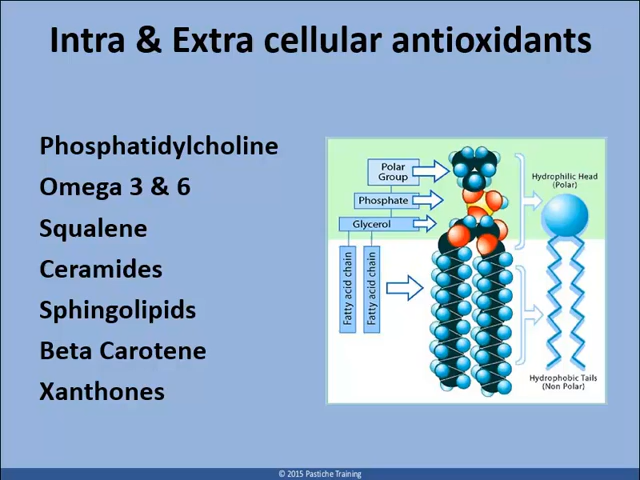 Intra & Extra cellular antioxidants
Phosphatidylcholine
Omega 3 & 6
Squalene
Ceramides
Sphingolipids
Beta Carotene
Xanthones
Polar
Group
Phosphate
Glycerol
Fatty acid chain
Fatty acid chain
Hydrophilic Head
(Polar)
Hydrophobic Tails
(Non Polar)
© 2015 Pastiche Training